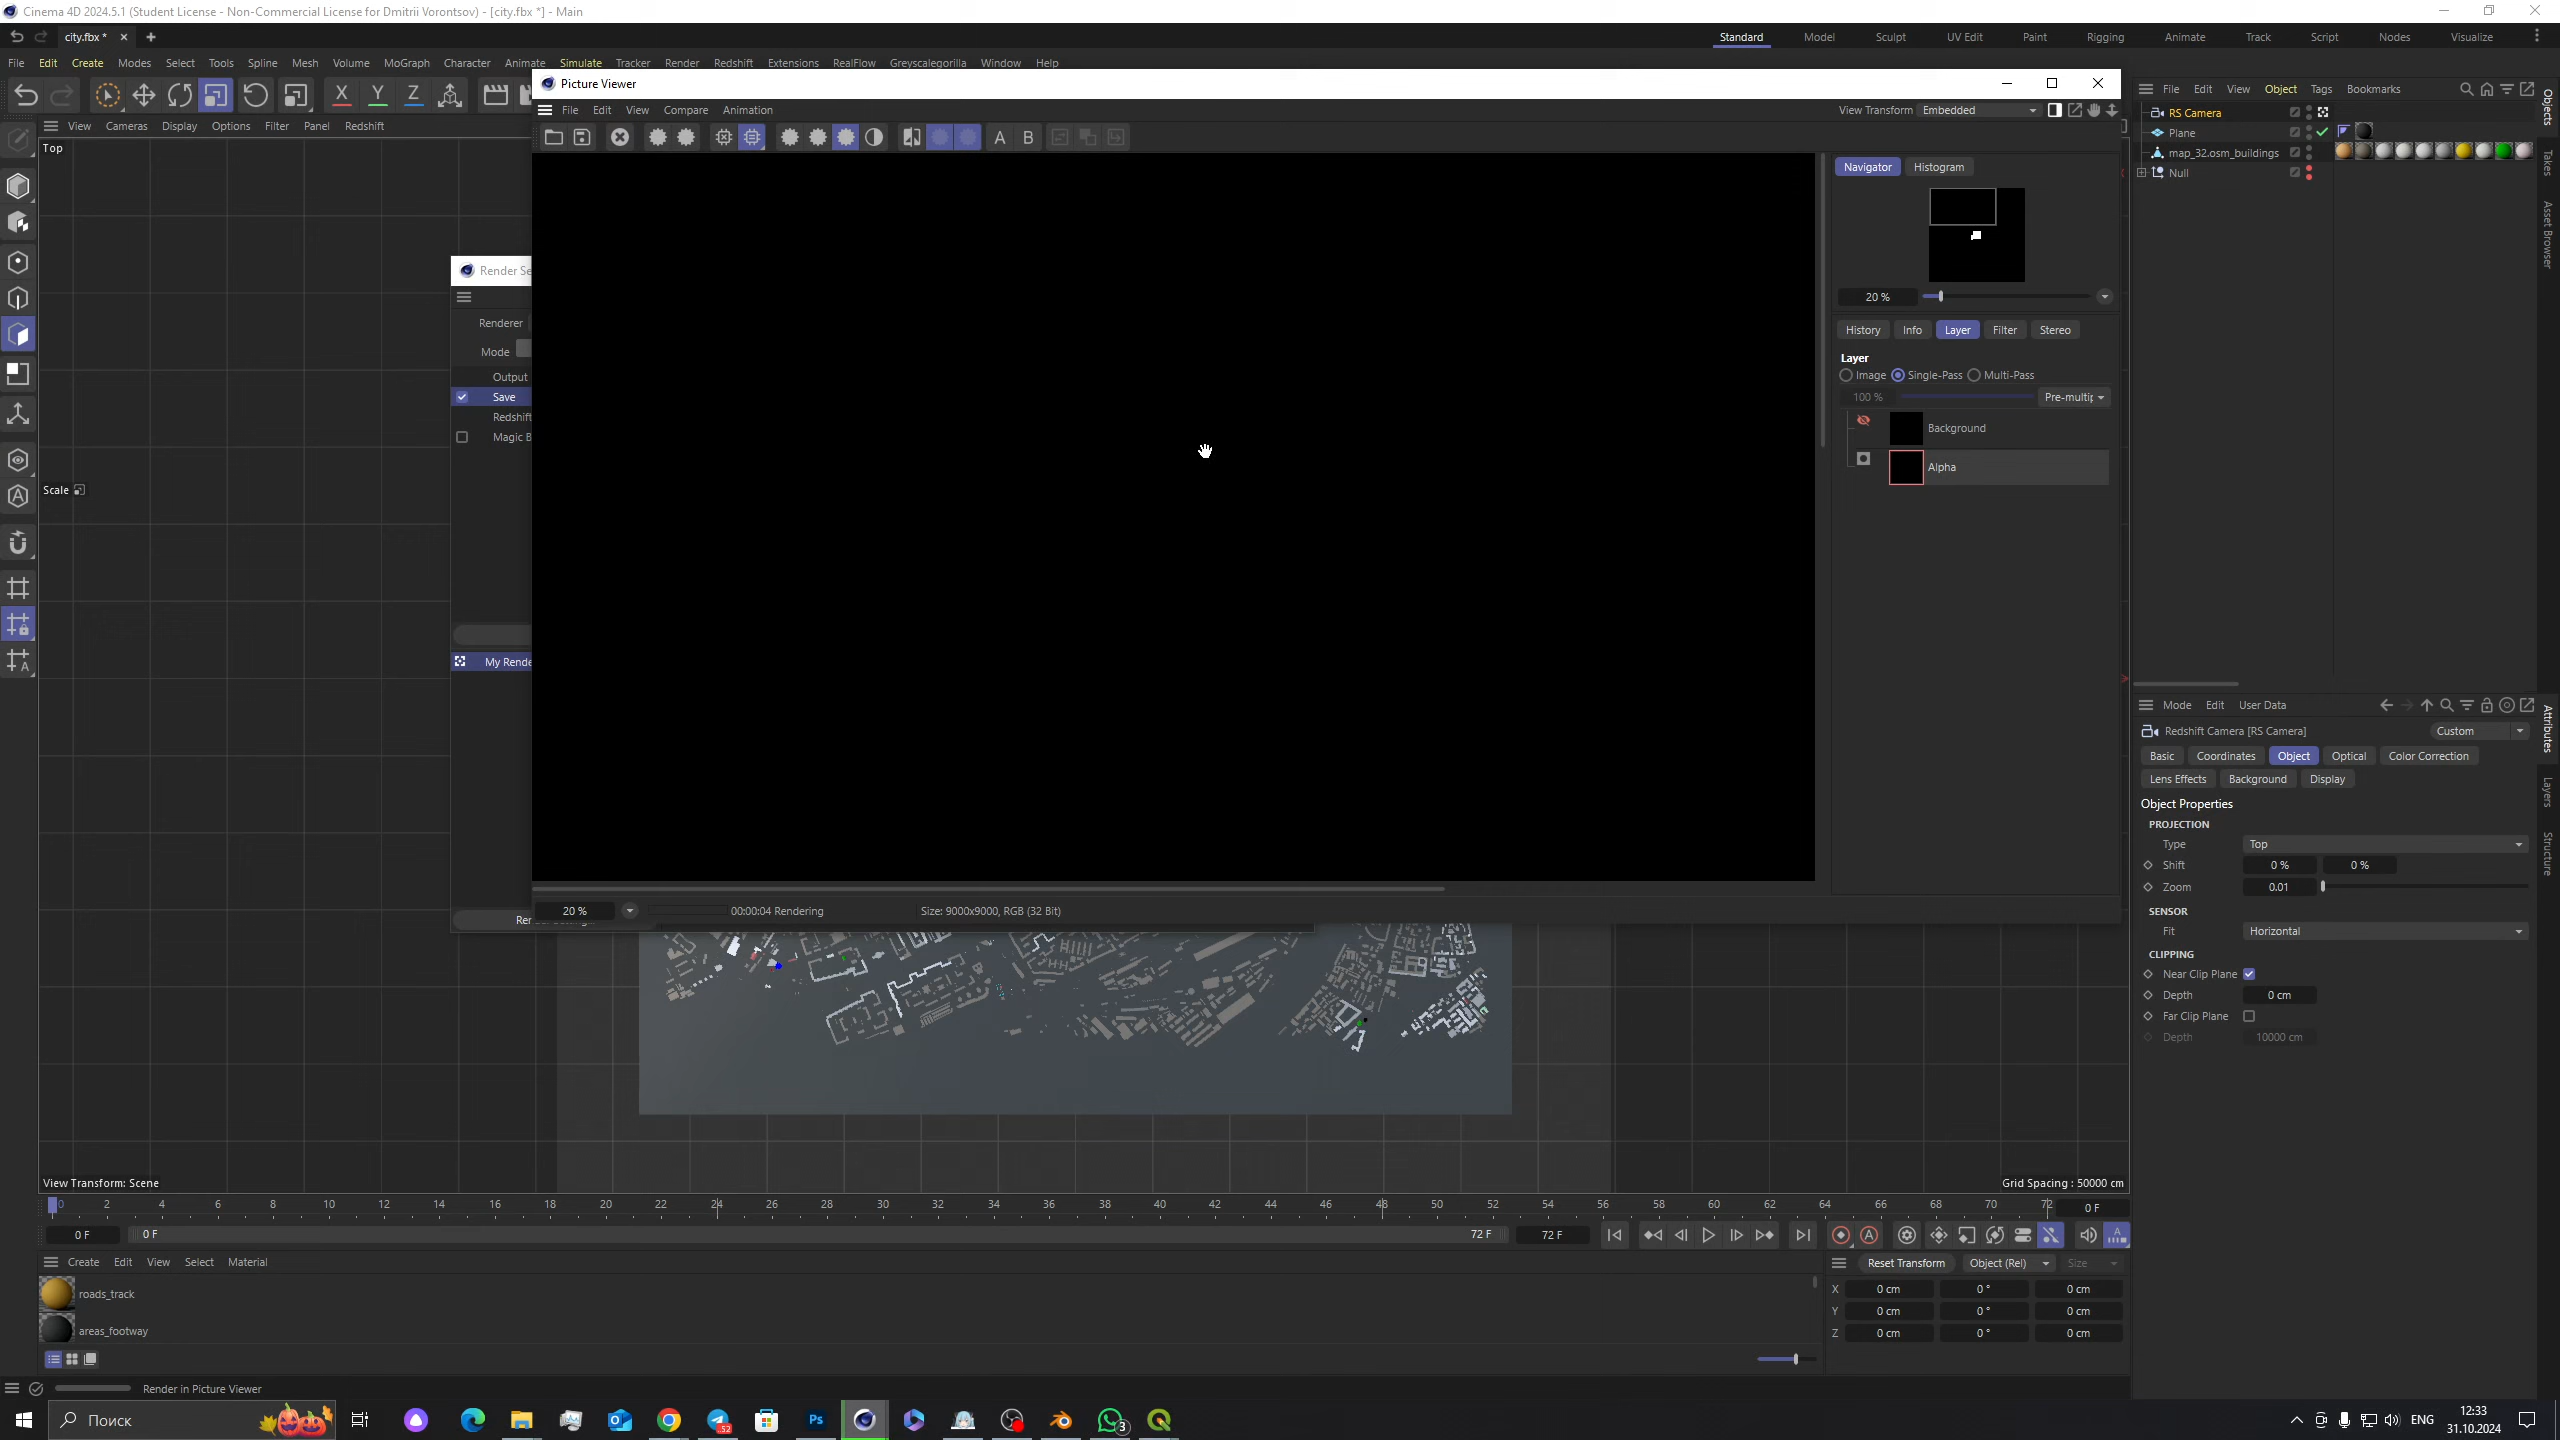 Cinema 4D 2024.5.1 (Student License - Non-Commercial License for Dmitrii Vorontsov) - [city.fbx *] - Main
city.fbx *
Standard Model Sculpt UV Edit Paint Rigging Animate Track Script Nodes Visualize
File Edit Create Modes Select Tools Spline Mesh Volume MoGraph Character Animate Simulate Tracker Render Redshift Extensions RealFlow Greyscalegorilla Window Help
X Y Z
View Cameras Display Options Filter Panel Redshift
Top
Scale
Render Se
Renderer
Mode
Output
Save
Redshift
Magic B
My Rende
Picture Viewer
File Edit View Compare Animation
View Transform Embedded
A B
Navigator Histogram
20 %
History Info Layer Filter Stereo
Layer
Image Single-Pass Multi-Pass
100 % Pre-multip
Background
Alpha
20 % 00:00:04 Rendering Size: 9000x9000, RGB (32 Bit)
View Transform: Scene
Grid Spacing : 50000 cm
File Edit View Object Tags Bookmarks
RS Camera
Plane
map_32.osm_buildings
Null
Objects
Takes
Asset Browser
Mode Edit User Data
Redshift Camera [RS Camera] Custom
Basic Coordinates Object Optical Color Correction
Lens Effects Background Display
Object Properties
PROJECTION
Type Top
Shift 0 % 0 %
Zoom 0.01
SENSOR
Fit Horizontal
CLIPPING
Near Clip Plane
Depth 0 cm
Far Clip Plane
Depth 10000 cm
Attributes
Layers
Structure
0 2 4 6 8 10 12 14 16 18 20 22 24 26 28 30 32 34 36 38 40 42 44 46 48 50 52 54 56 58 60 62 64 66 68 70 72 0 F
0 F 0 F 72 F 72 F
Create Edit View Select Material
roads_track
areas_footway
Reset Transform Object (Rel) Size
X 0 cm 0 ° 0 cm
Y 0 cm 0 ° 0 cm
Z 0 cm 0 ° 0 cm
Render in Picture Viewer
Поиск
Ps
52
3
ENG
12:33
31.10.2024